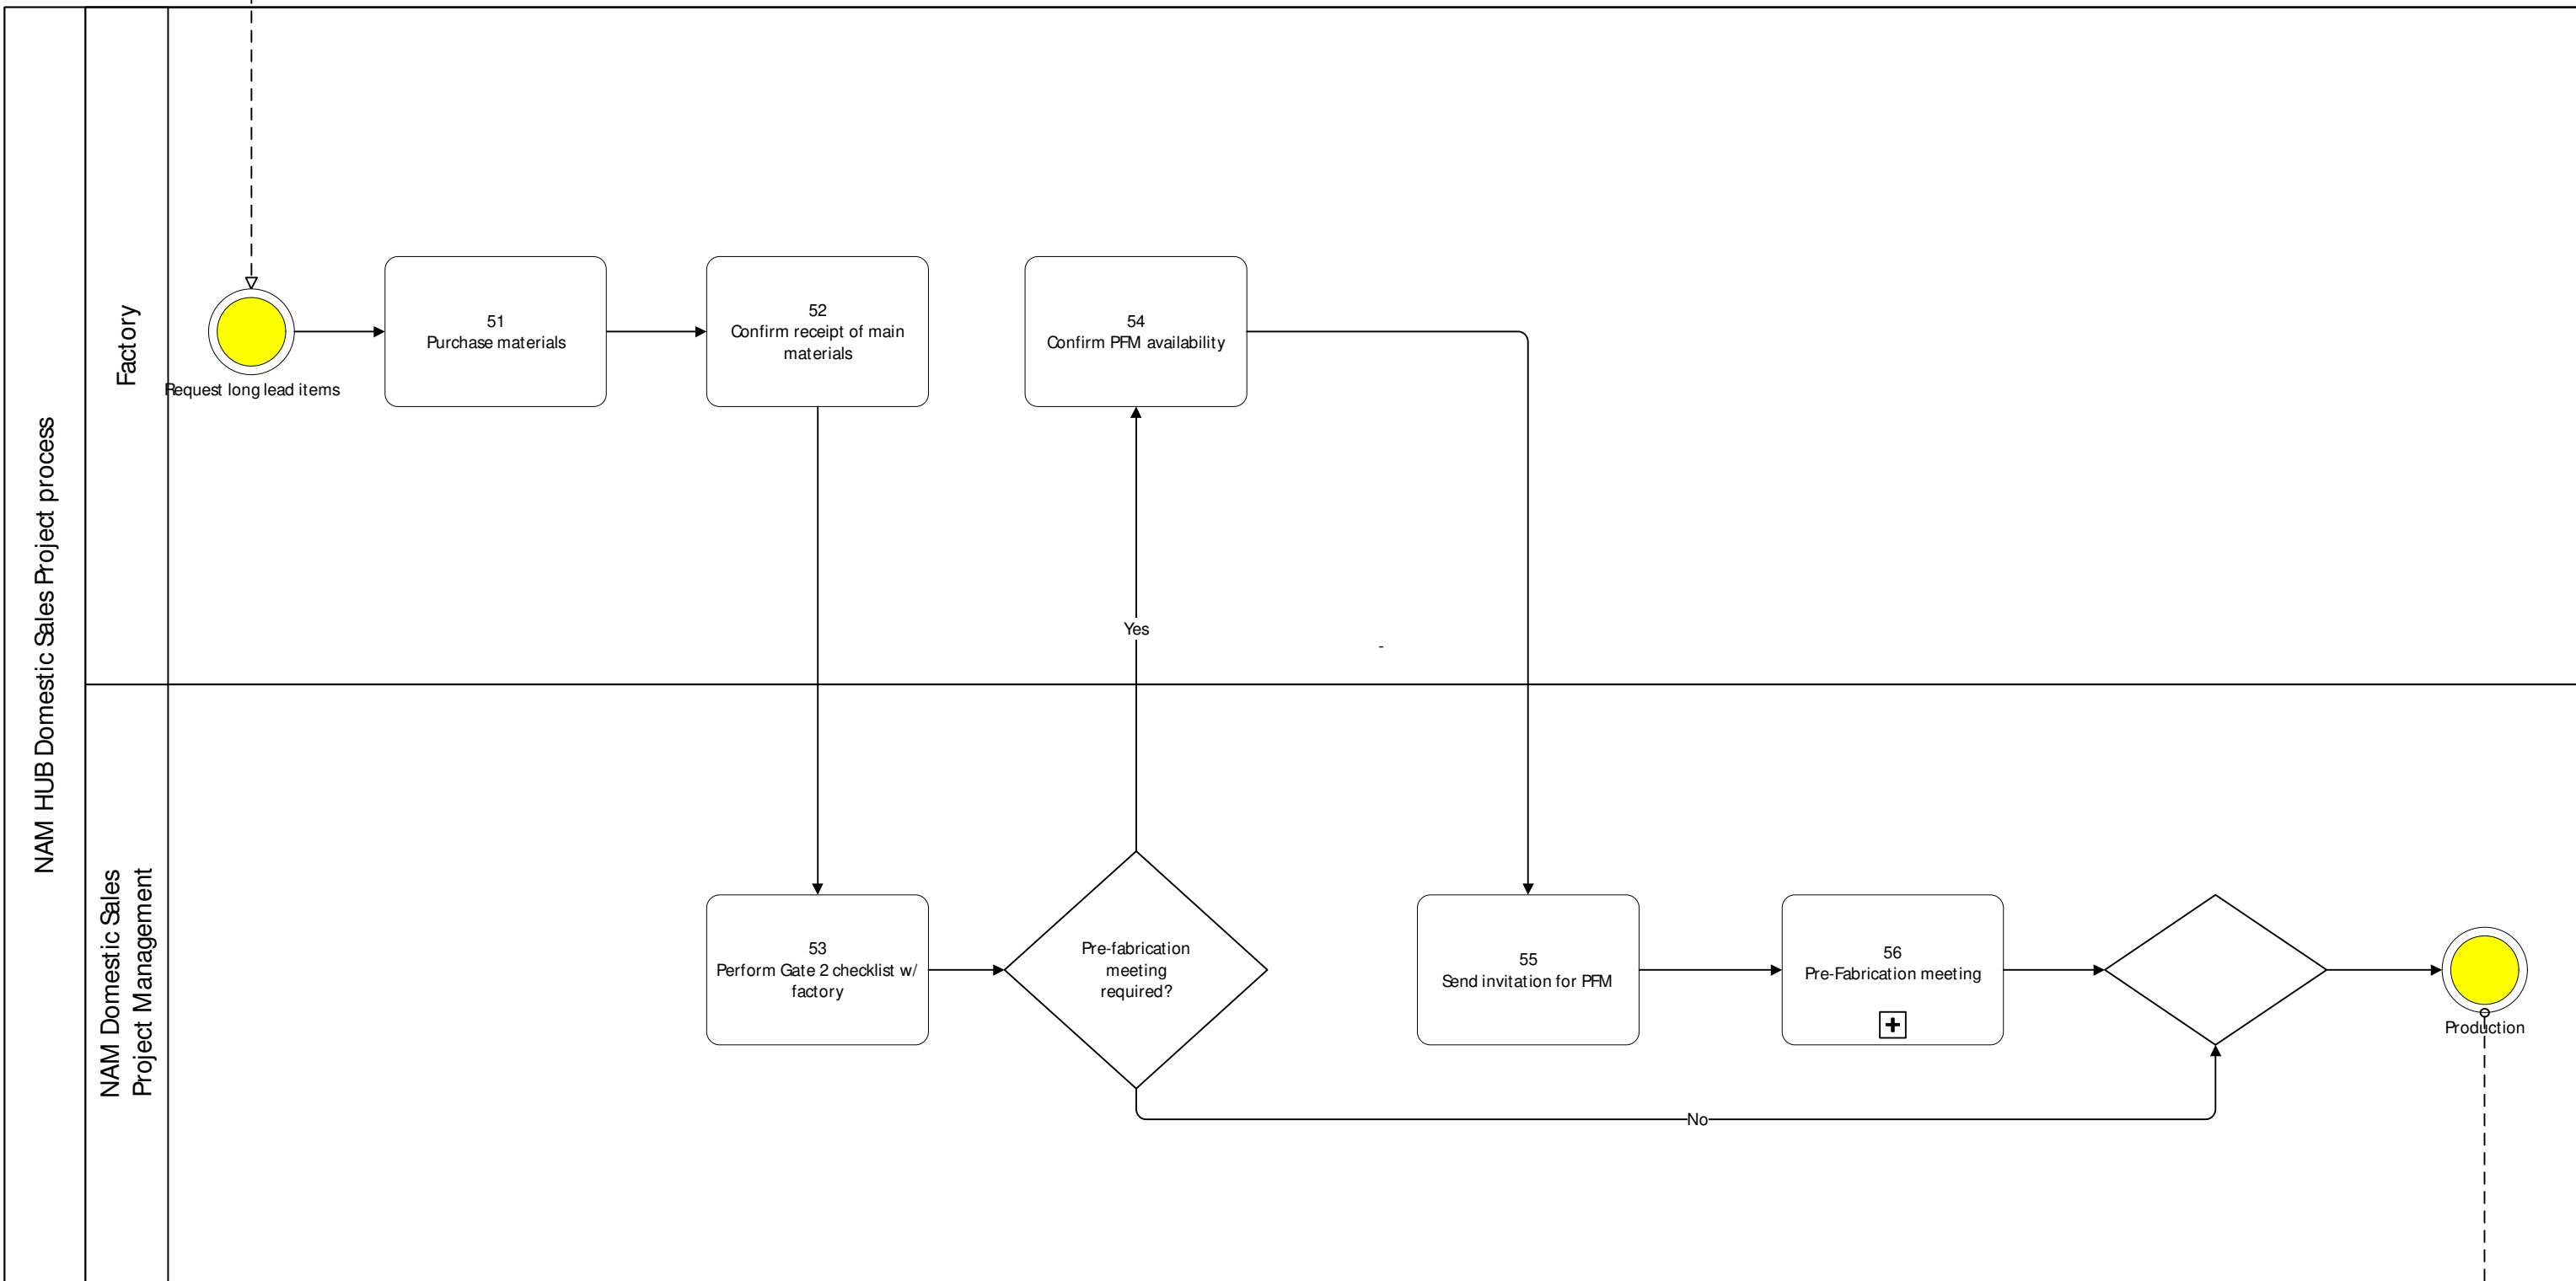 NAM HUB Domestic Sales Project process
Factory
Request long lead items
51
Purchase materials
52
Confirm receipt of main
materials
54
Confirm PFM availability
Yes
-
NAM Domestic Sales
Project Management
53
Perform Gate 2 checklist w/
factory
Pre-fabrication
meeting
required?
55
Send invitation for PFM
56
Pre-Fabrication meeting
Production
No